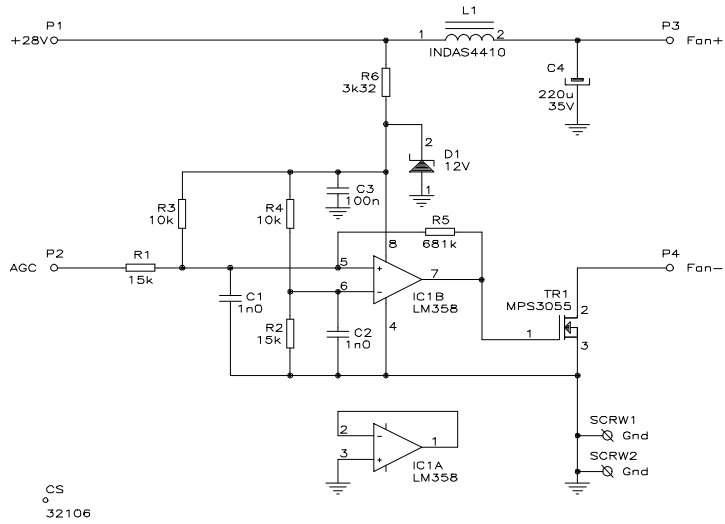 P1
+28V
L1
1 2
INDAS4410
P3
Fan+
R6
3k32
C4
220u
35V
2
D1
12V
1
R3
10k
R4
10k
C3
100n
R5
681k
P2
AGC
R1
15k
8
5
+
6
−
7
IC1B
LM358
4
P4
Fan−
TR1
MPS3055
2
1
3
C1
1n0
R2
15k
C2
1n0
2
−
3
+
1
IC1A
LM358
SCRW1
Gnd
SCRW2
Gnd
CS
32106